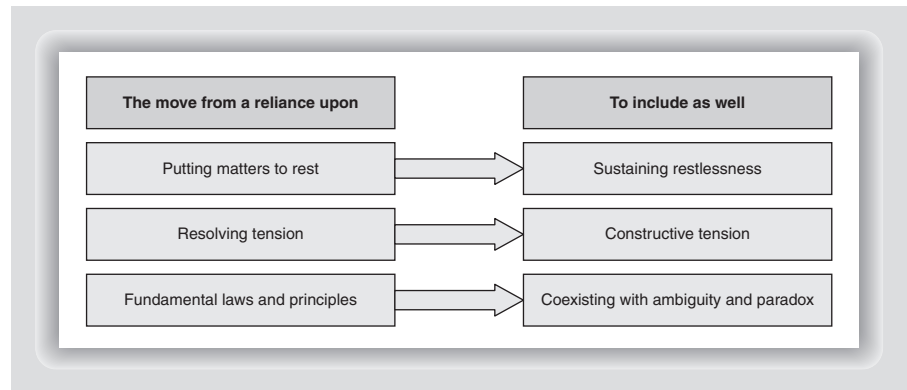 The move from a reliance upon
To include as well
Putting matters to rest
Sustaining restlessness
Resolving tension
Constructive tension
Fundamental laws and principles
Coexisting with ambiguity and paradox